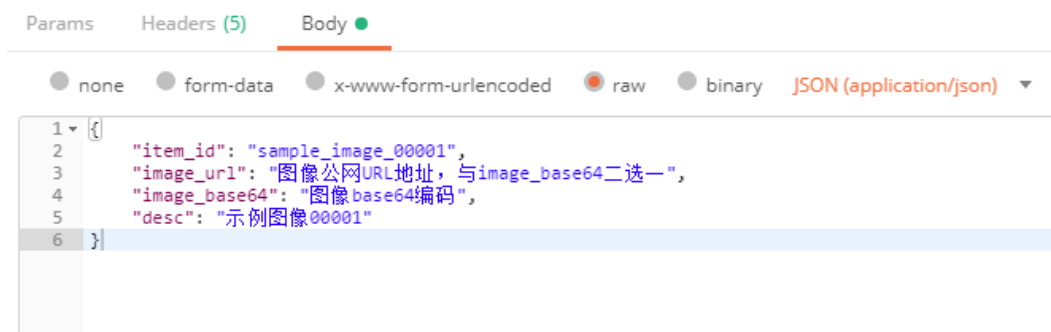 Params Headers (5) Body
none form-data x-www-form-urlencoded raw binary JSON (application/json)
1 {
2 "item_id": "sample_image_00001",
3 "image_url": "图像公网URL地址，与image_base64二选一",
4 "image_base64": "图像base64编码",
5 "desc": "示例图像00001"
6 }